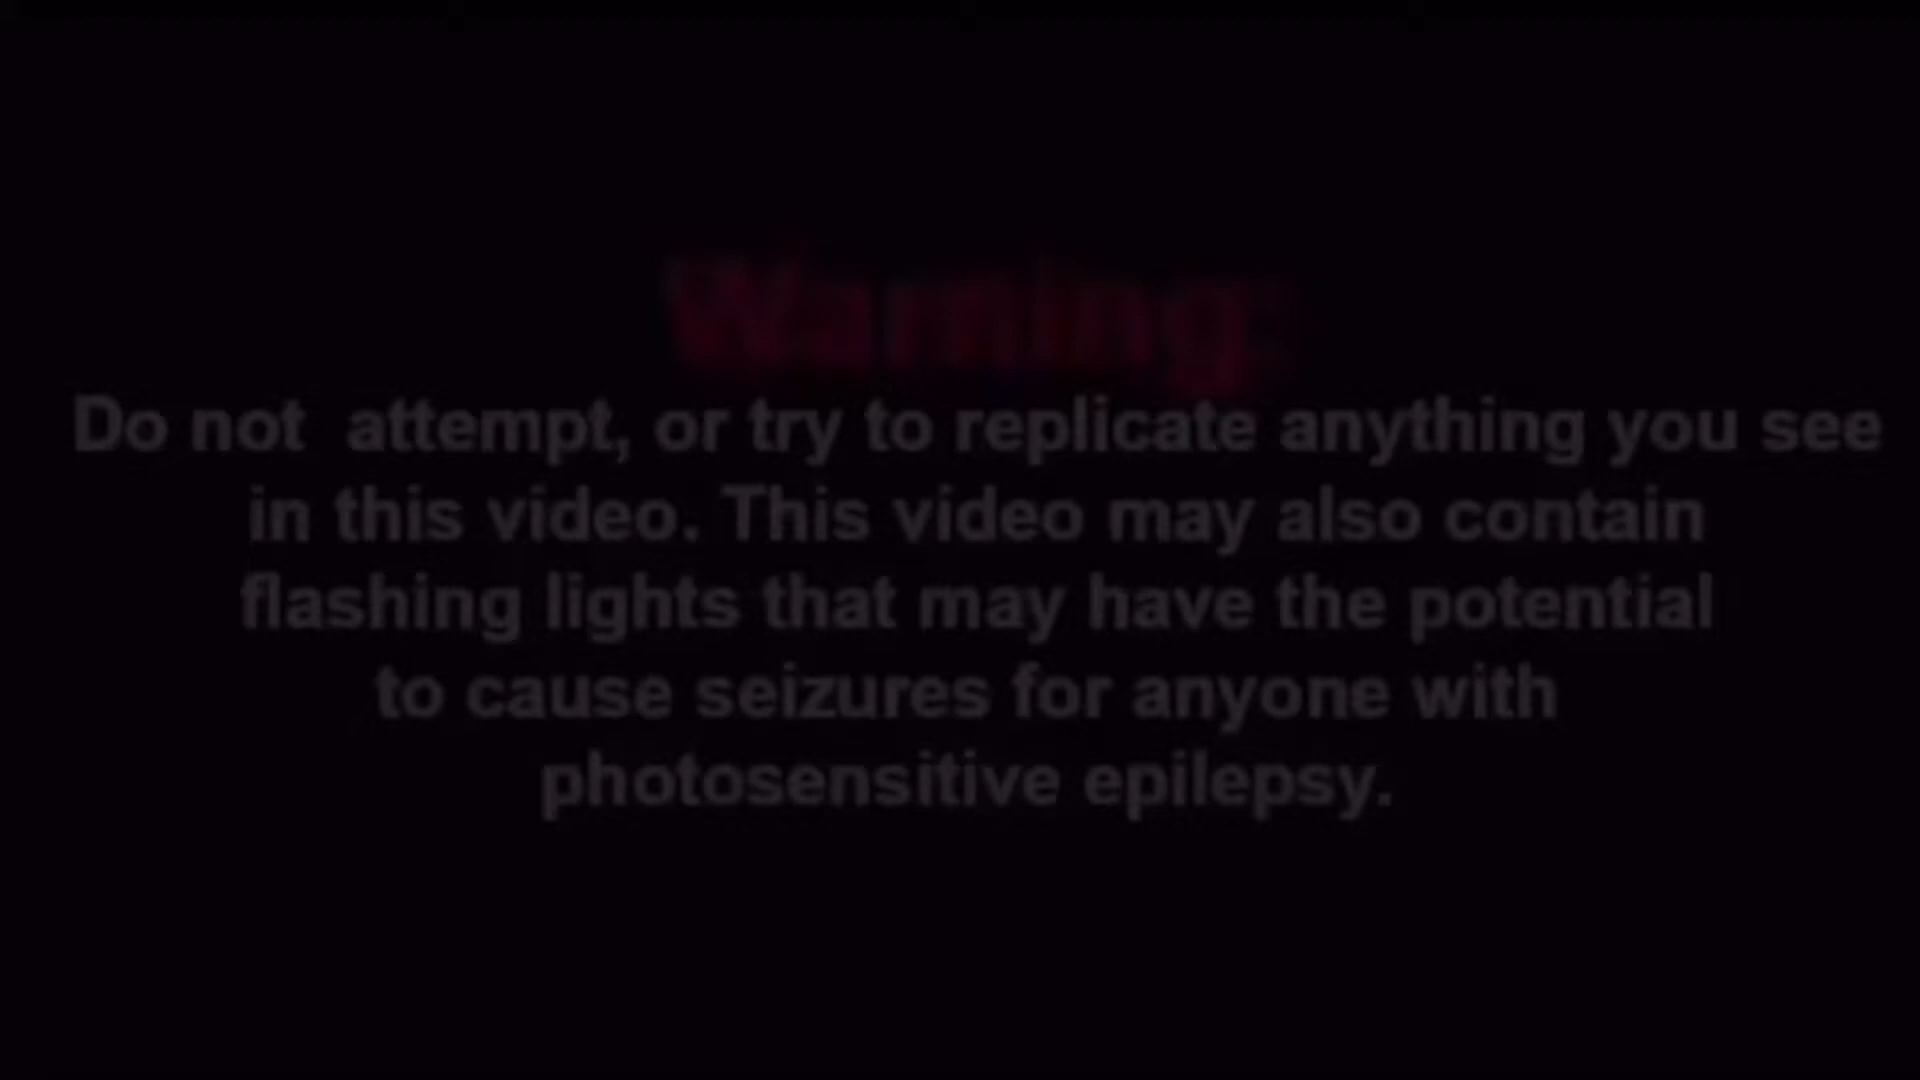 Warning:
Do not  attempt, or try to replicate anything you see
in this video. This video may also contain
flashing lights that may have the potential
to cause seizures for anyone with
photosensitive epilepsy.